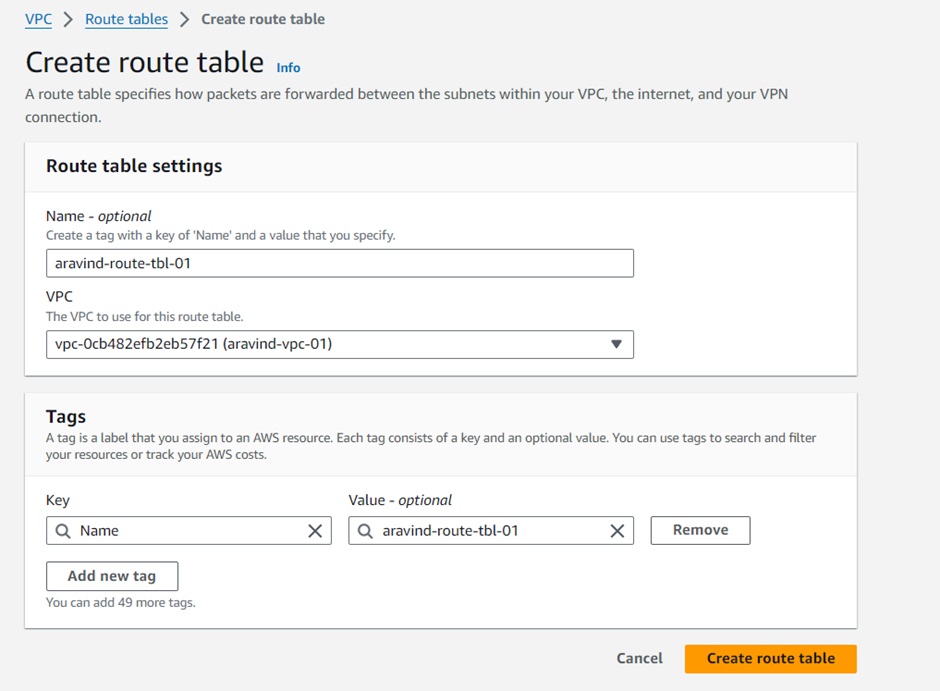 VPC > Route tables > Create route table
Create route table Info
A route table specifies how packets are forwarded between the subnets within your VPC, the internet, and your VPN
connection.
Route table settings
Name - optional
Create a tag with a key of 'Name' and a value that you specify.
aravind-route-tbl-01
VPC
The VPC to use for this route table.
vpc-0cb482efb2eb57f21 (aravind-vpc-01)
Tags
A tag is a label that you assign to an AWS resource. Each tag consists of a key and an optional value. You can use tags to search and filter
your resources or track your AWS costs.
Key Value - optional
Name aravind-route-tbl-01 Remove
Add new tag
You can add 49 more tags.
Cancel Create route table